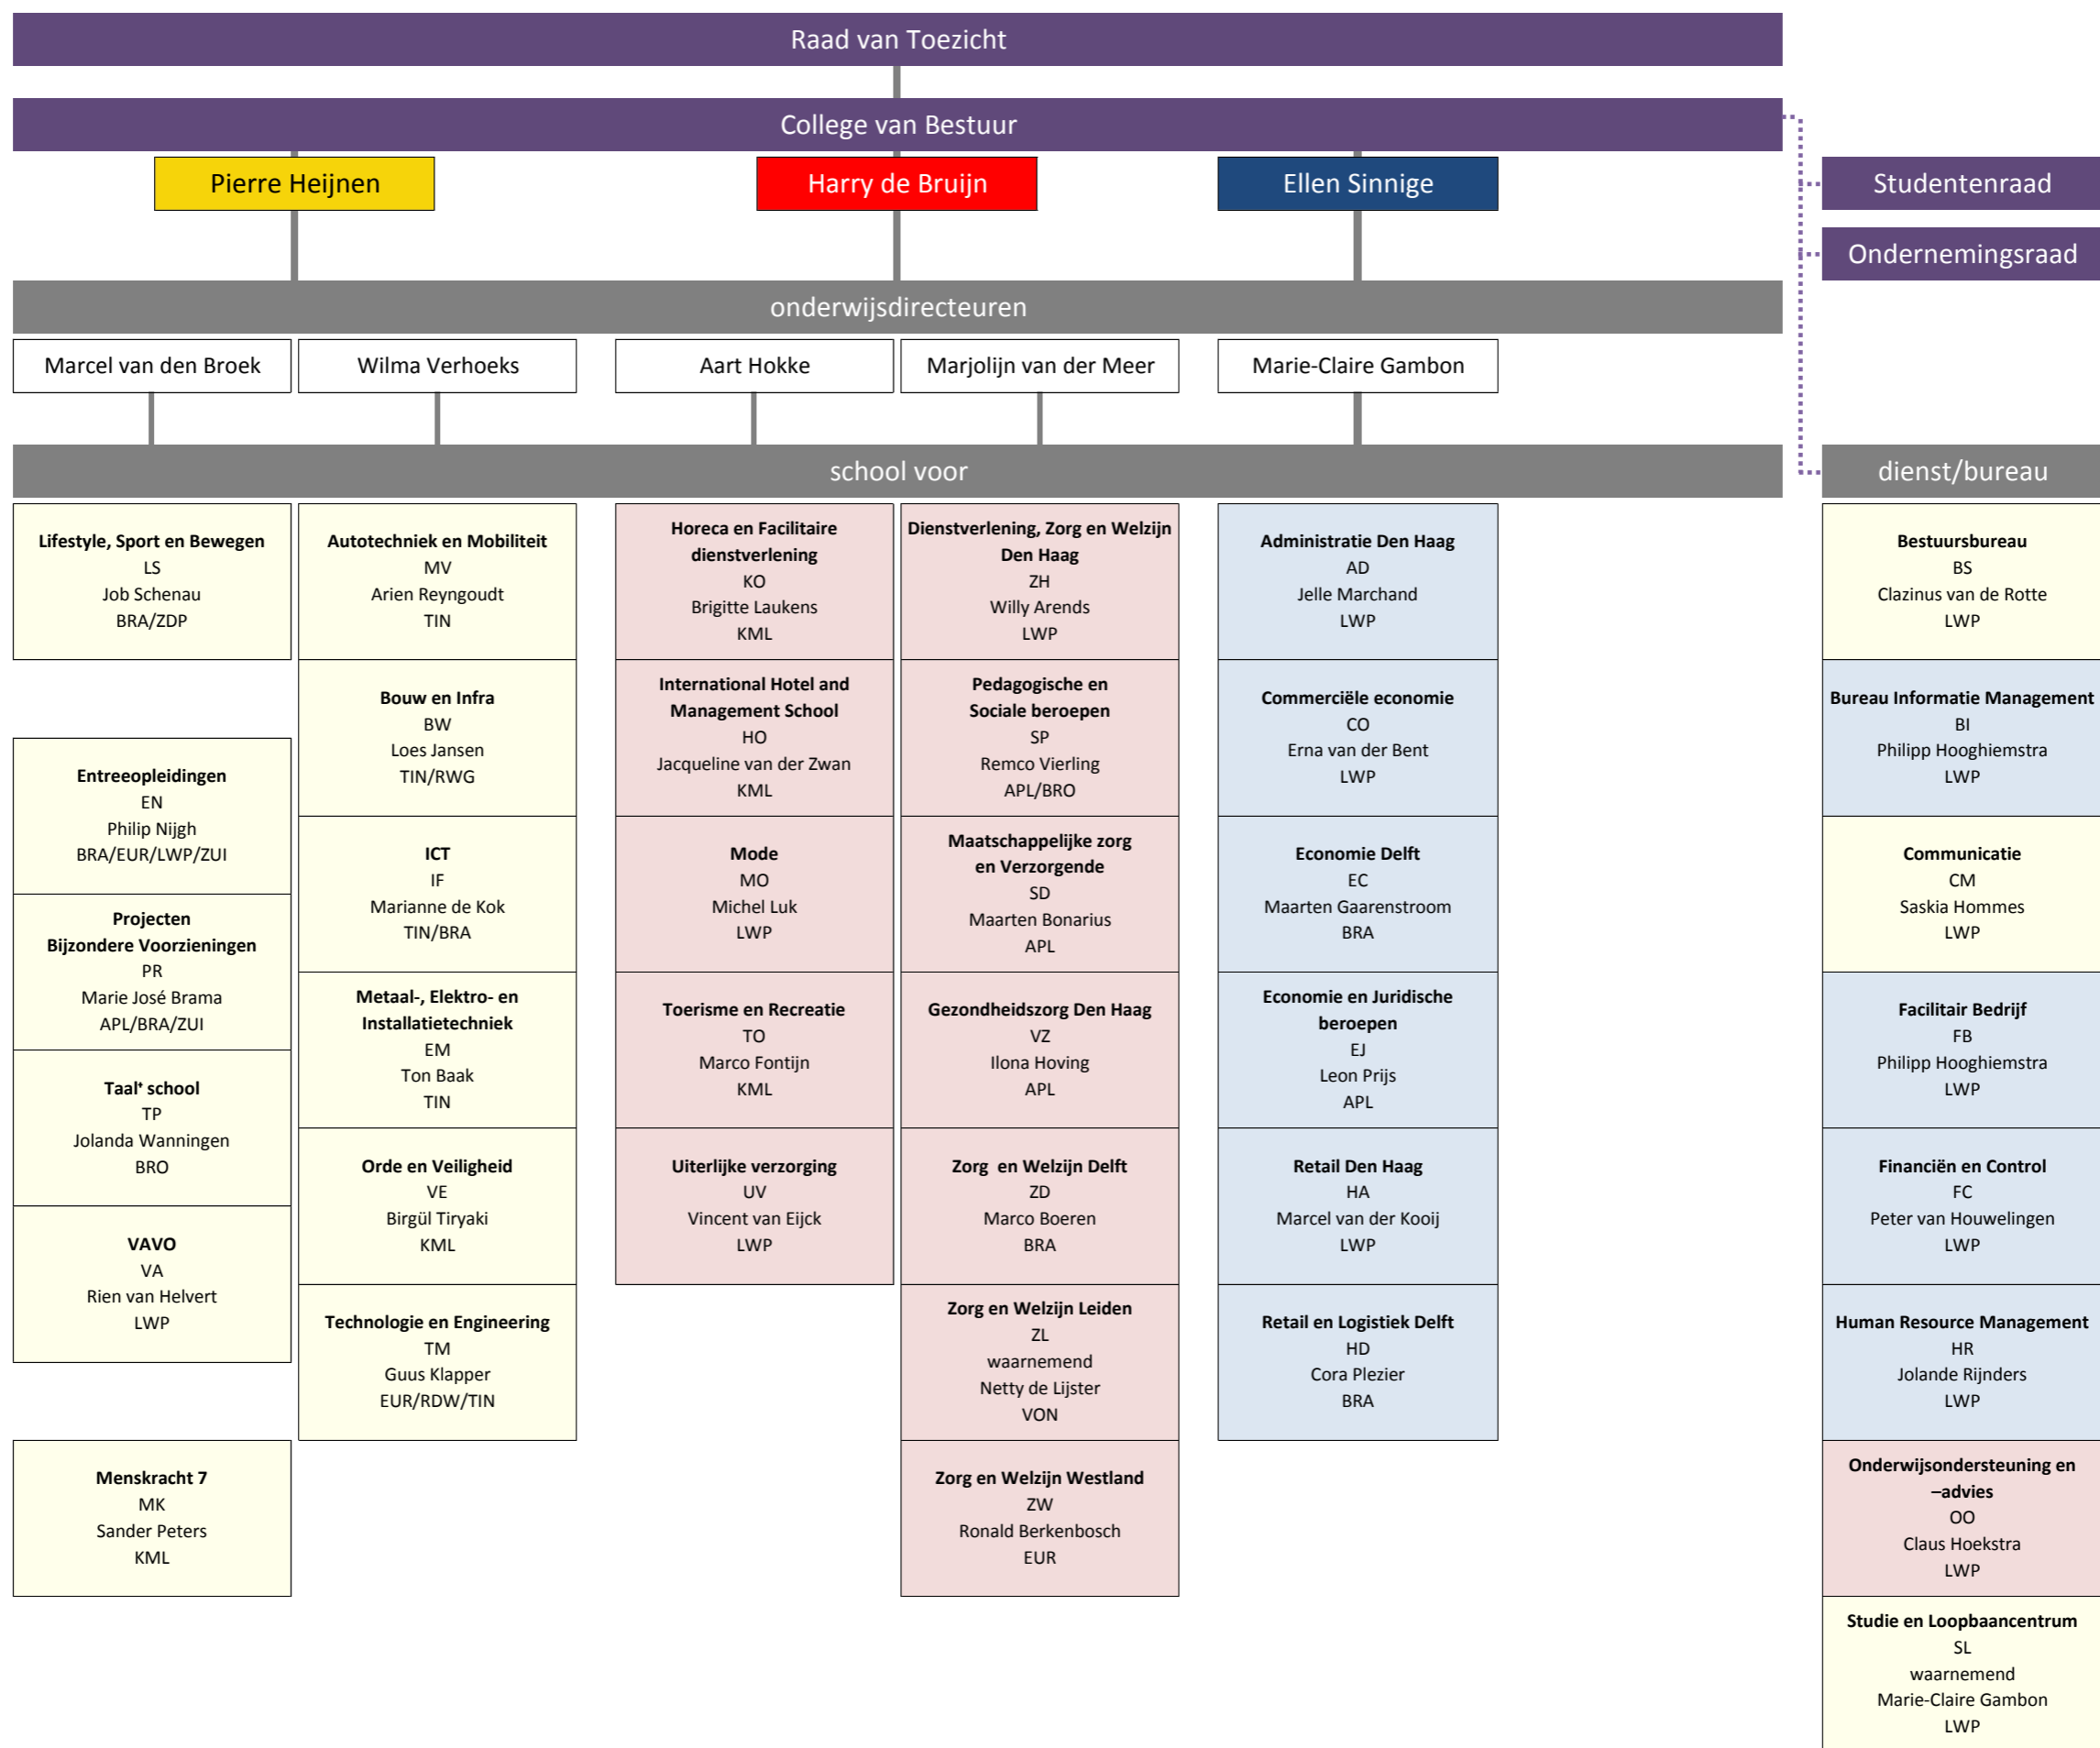 Raad van Toezicht
College van Bestuur
Pierre Heijnen
Harry de Bruijn
Ellen Sinnige
Studentenraad
Ondernemingsraad
onderwijsdirecteuren
Marcel van den Broek
Wilma Verhoeks
Aart Hokke
Marjolijn van der Meer
Marie-Claire Gambon
school voor
dienst/bureau
Lifestyle, Sport en Bewegen
LS
Job Schenau
BRA/ZDP
Entreeopleidingen
EN
Philip Nijgh
BRA/EUR/LWP/ZUI
Projecten
Bijzondere Voorzieningen
PR
Marie José Brama
APL/BRA/ZUI
Taal⁺ school
TP
Jolanda Wanningen
BRO
VAVO
VA
Rien van Helvert
LWP
Menskracht 7
MK
Sander Peters
KML
Autotechniek en Mobiliteit
MV
Arien Reyngoudt
TIN
Bouw en Infra
BW
Loes Jansen
TIN/RWG
ICT
IF
Marianne de Kok
TIN/BRA
Metaal-, Elektro- en
Installatietechniek
EM
Ton Baak
TIN
Orde en Veiligheid
VE
Birgül Tiryaki
KML
Technologie en Engineering
TM
Guus Klapper
EUR/RDW/TIN
Horeca en Facilitaire
dienstverlening
KO
Brigitte Laukens
KML
International Hotel and
Management School
HO
Jacqueline van der Zwan
KML
Mode
MO
Michel Luk
LWP
Toerisme en Recreatie
TO
Marco Fontijn
KML
Uiterlijke verzorging
UV
Vincent van Eijck
LWP
Dienstverlening, Zorg en Welzijn
Den Haag
ZH
Willy Arends
LWP
Pedagogische en
Sociale beroepen
SP
Remco Vierling
APL/BRO
Maatschappelijke zorg
en Verzorgende
SD
Maarten Bonarius
APL
Gezondheidszorg Den Haag
VZ
Ilona Hoving
APL
Zorg en Welzijn Delft
ZD
Marco Boeren
BRA
Zorg en Welzijn Leiden
ZL
waarnemend
Netty de Lijster
VON
Zorg en Welzijn Westland
ZW
Ronald Berkenbosch
EUR
Administratie Den Haag
AD
Jelle Marchand
LWP
Commerciële economie
CO
Erna van der Bent
LWP
Economie Delft
EC
Maarten Gaarenstroom
BRA
Economie en Juridische
beroepen
EJ
Leon Prijs
APL
Retail Den Haag
HA
Marcel van der Kooij
LWP
Retail en Logistiek Delft
HD
Cora Plezier
BRA
Bestuursbureau
BS
Clazinus van de Rotte
LWP
Bureau Informatie Management
BI
Philipp Hooghiemstra
LWP
Communicatie
CM
Saskia Hommes
LWP
Facilitair Bedrijf
FB
Philipp Hooghiemstra
LWP
Financiën en Control
FC
Peter van Houwelingen
LWP
Human Resource Management
HR
Jolande Rijnders
LWP
Onderwijsondersteuning en
–advies
OO
Claus Hoekstra
LWP
Studie en Loopbaancentrum
SL
waarnemend
Marie-Claire Gambon
LWP